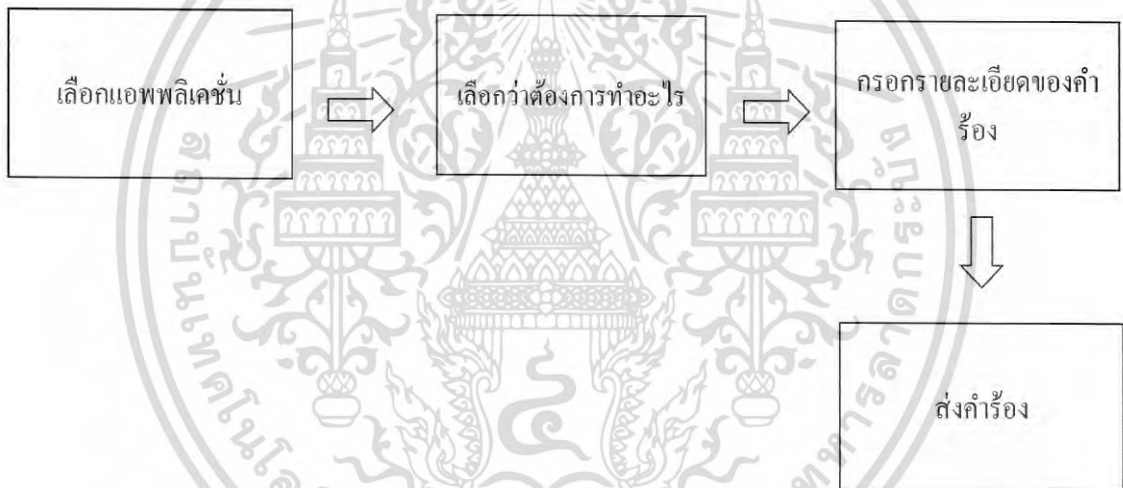 เลือกแอพพลิเคชั่น
เลือกว่าต้องการทำอะไร
กรอกรายละเอียดของคำ
ร้อง
ส่งคำร้อง